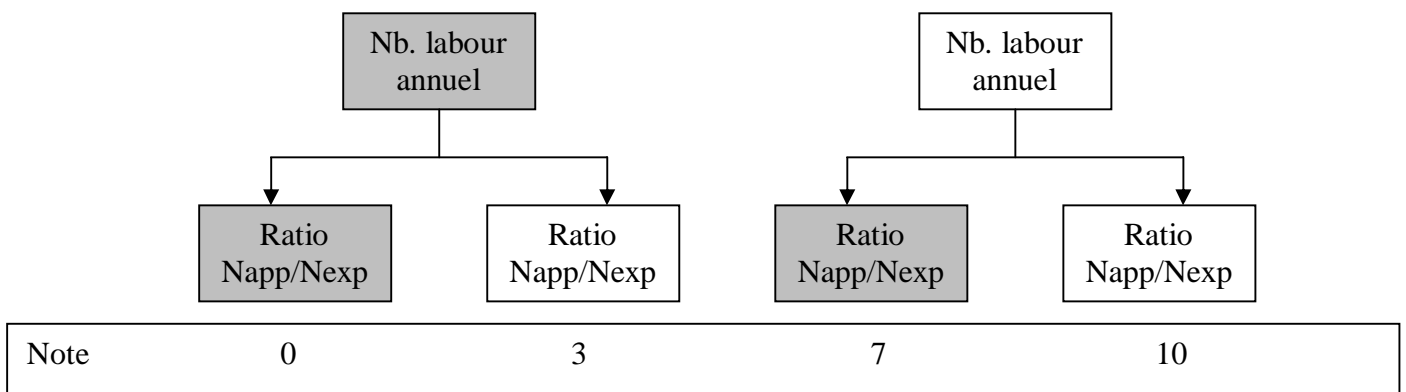 Nb. labour
annuel
Nb. labour
annuel
Ratio
Napp/Nexp
Ratio
Napp/Nexp
Ratio
Napp/Nexp
Ratio
Napp/Nexp
Note 0 3 7 10